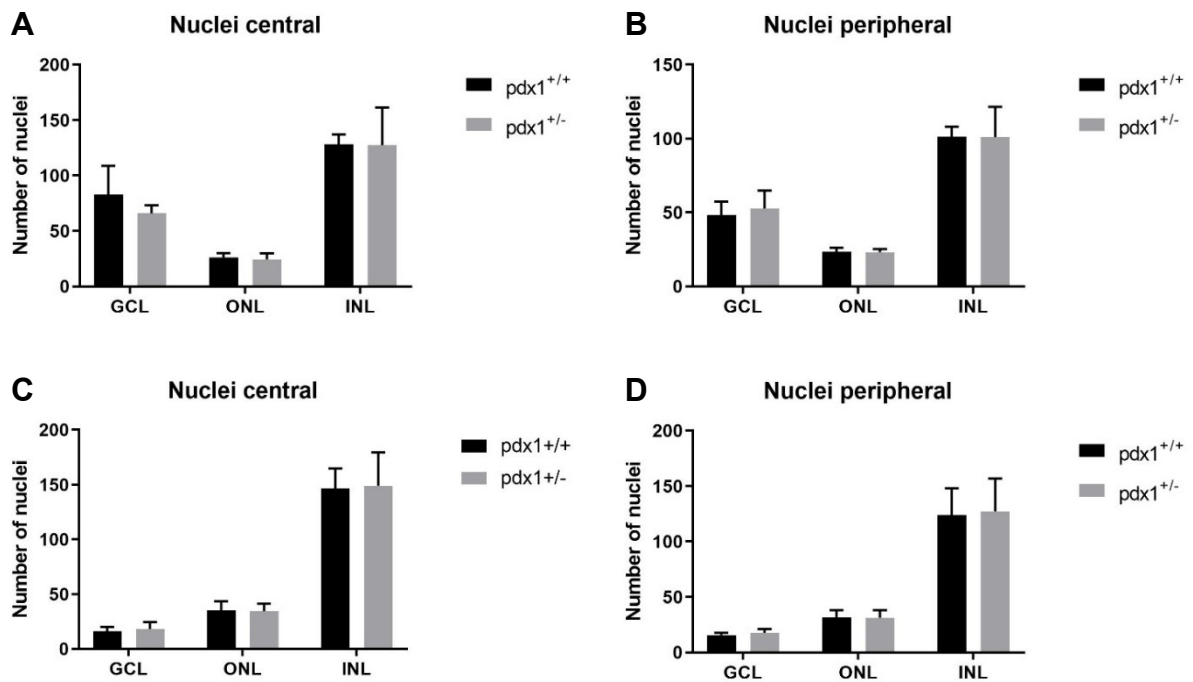 A
Nuclei central
Number of nuclei
200
150
100
50
0
GCL
ONL
INL
pdx1+/+
pdx1+/-
B
Nuclei peripheral
Number of nuclei
150
100
50
0
GCL
ONL
INL
pdx1+/+
pdx1+/-
C
Nuclei central
Number of nuclei
200
150
100
50
0
GCL
ONL
INL
pdx1+/+
pdx1+/-
D
Nuclei peripheral
Number of nuclei
200
150
100
50
0
GCL
ONL
INL
pdx1+/+
pdx1+/-